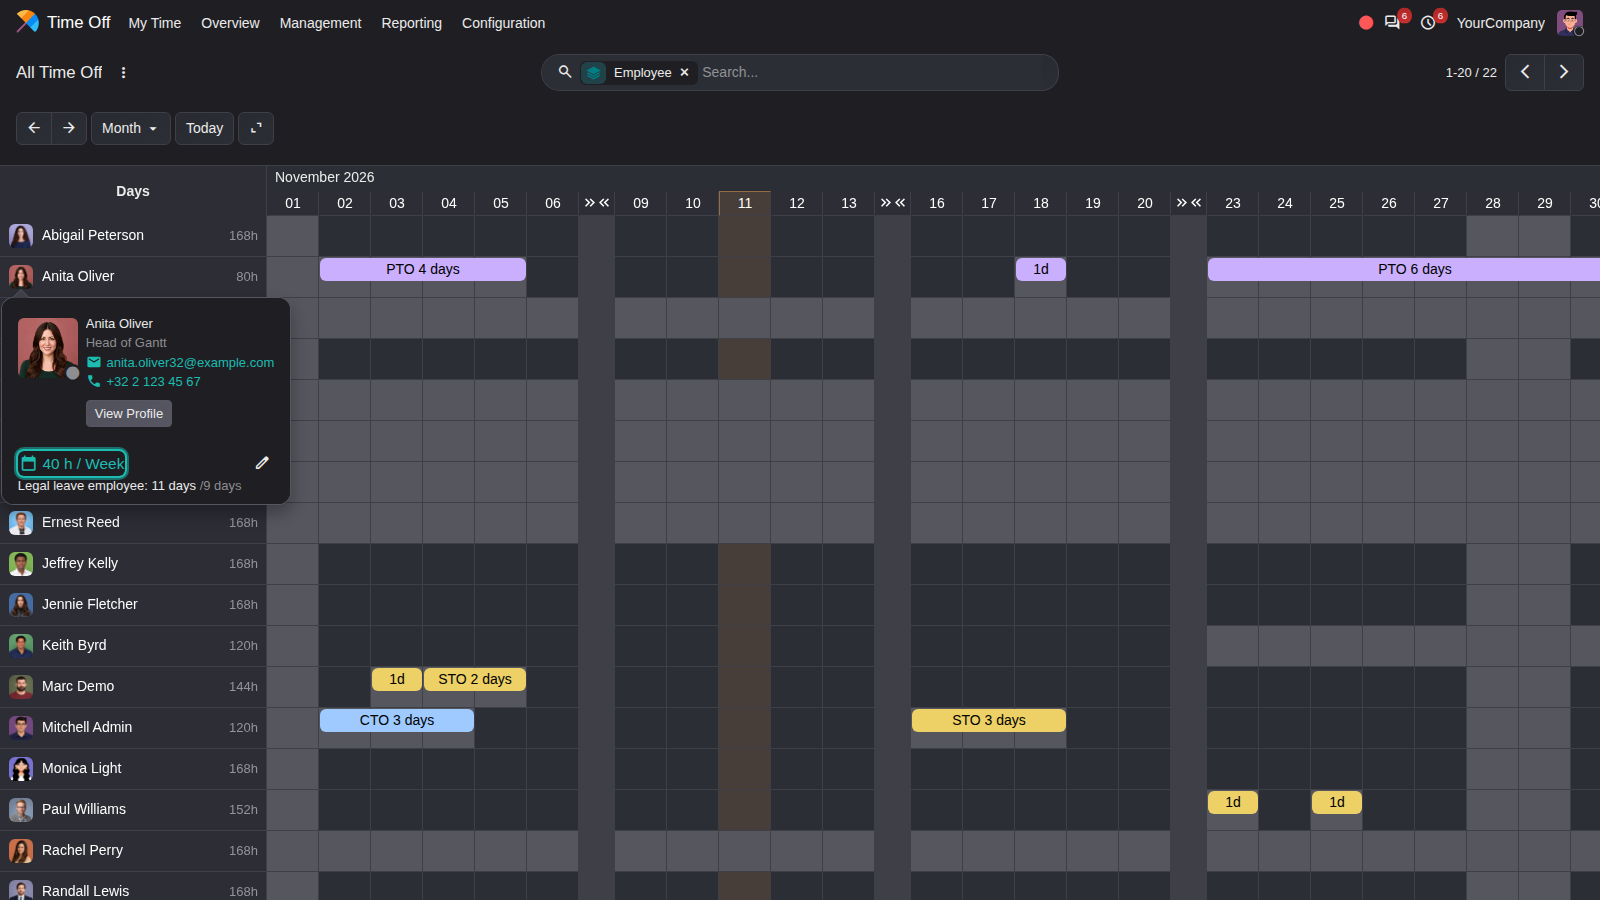 Time Off My Time Overview Management Reporting Configuration 6 6 YourCompany
All Time Off Employee Search... 1-20 / 22
Month Today
Days November 2026
01 02 03 04 05 06 09 10 11 12 13 16 17 18 19 20 23 24 25 26 27 28 29 30
Abigail Peterson 168h
Anita Oliver 80h PTO 4 days 1d PTO 6 days
Anita Oliver
Head of Gantt
anita.oliver32@example.com
+32 2 123 45 67
View Profile
40 h / Week
Legal leave employee: 11 days /9 days
Ernest Reed 168h
Jeffrey Kelly 168h
Jennie Fletcher 168h
Keith Byrd 120h
Marc Demo 144h 1d STO 2 days
Mitchell Admin 120h CTO 3 days STO 3 days
Monica Light 168h
Paul Williams 152h 1d 1d
Rachel Perry 168h
Randall Lewis 168h